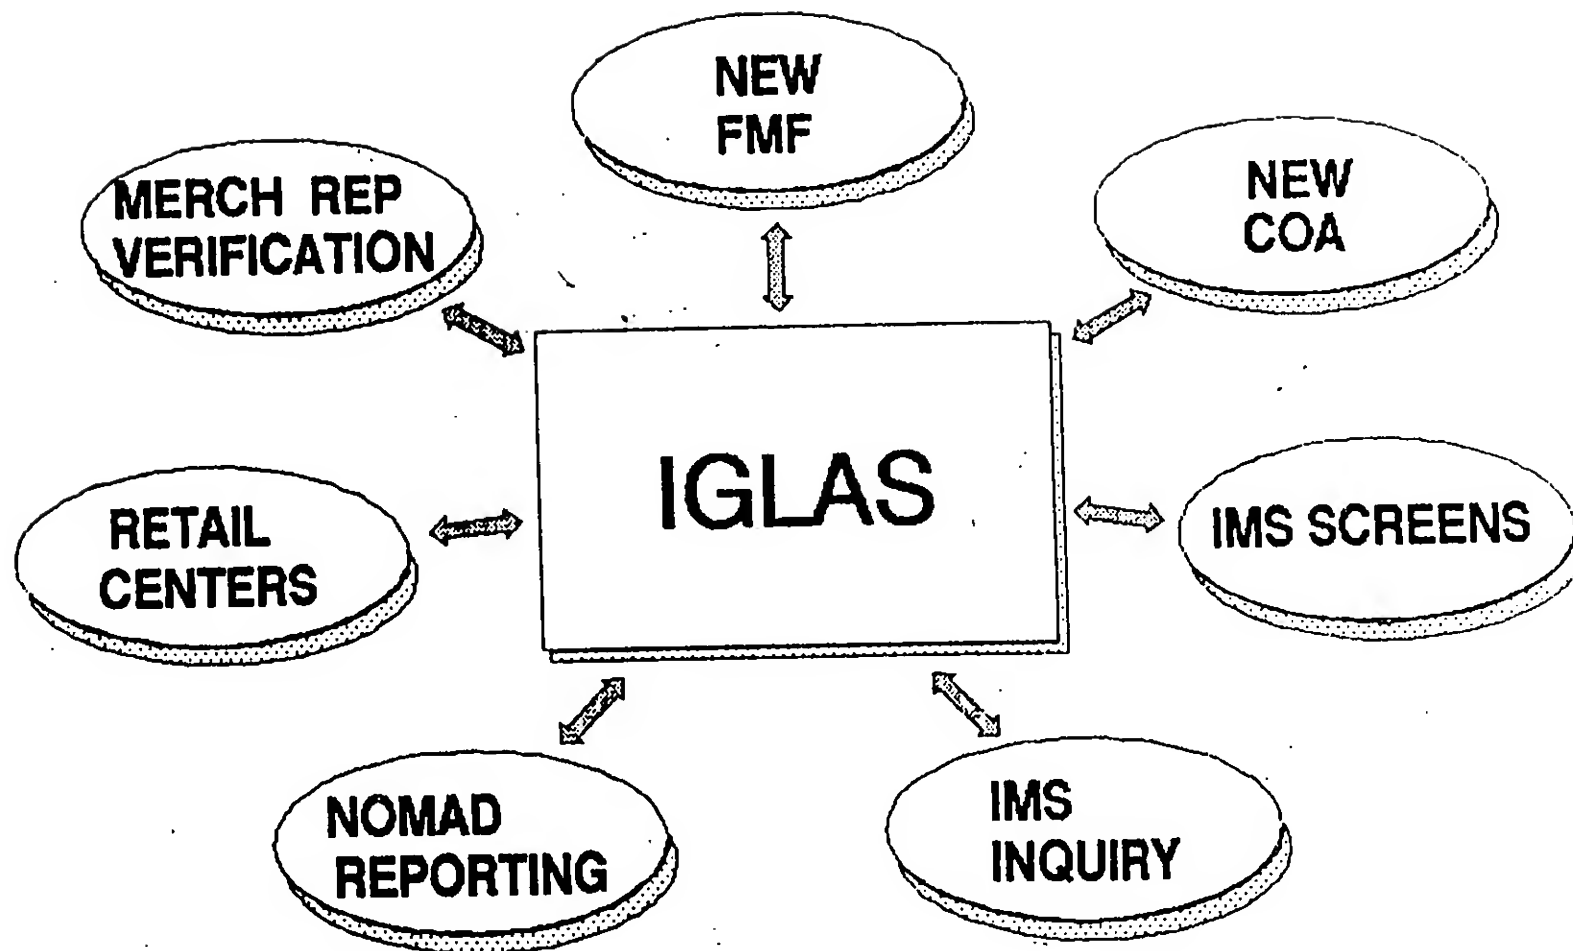 NEW
FMF
MERCH REP
VERIFICATION
NEW
COA
IGLAS
RETAIL
CENTERS
IMS SCREENS
NOMAD
REPORTING
IMS
INQUIRY